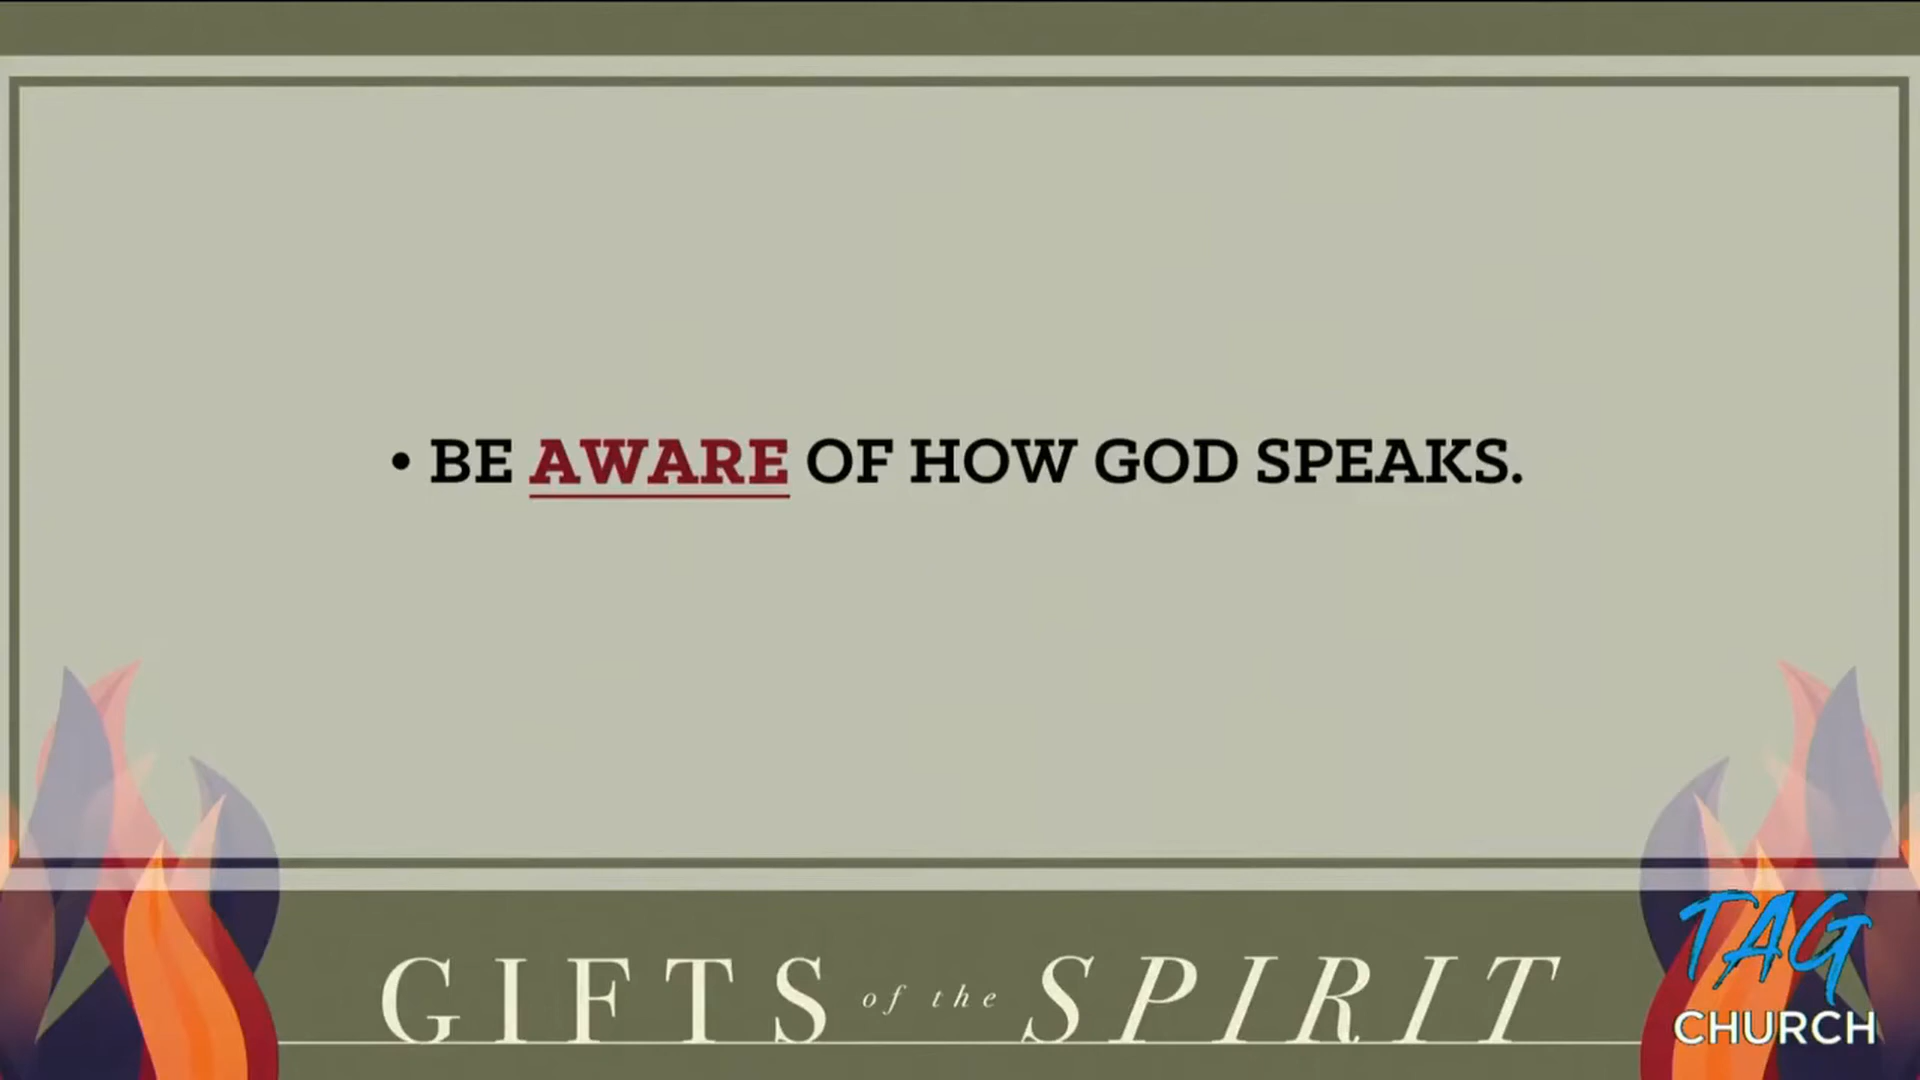 • BE AWARE OF HOW GOD SPEAKS.
GIFTS of the SPIRIT
TAG
CHURCH